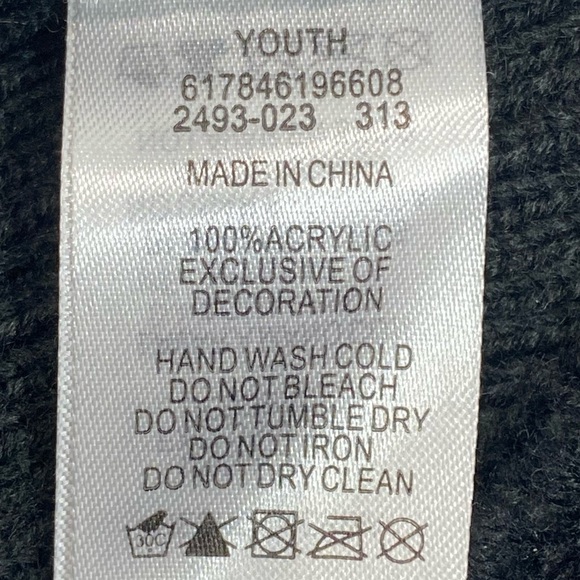 YOUTH
617846196608
2493-023 313
MADE IN CHINA
100%ACRYLIC
EXCLUSIVE OF
DECORATION
HAND WASH COLD
DO NOT BLEACH
DO NOT TUMBLE DRY
DO NOT IRON
DO NOT DRY CLEAN
30C